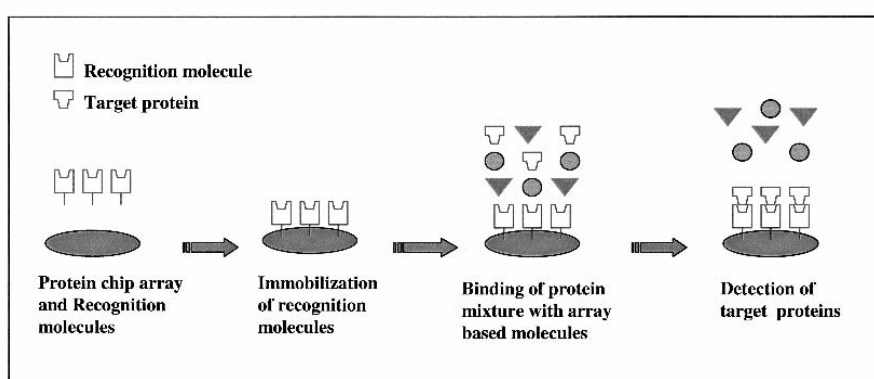 Recognition molecule
Target protein
Protein chip array
and Recognition
molecules
Immobilization
of recognition
molecules
Binding of protein
mixture with array
based molecules
Detection of
target proteins